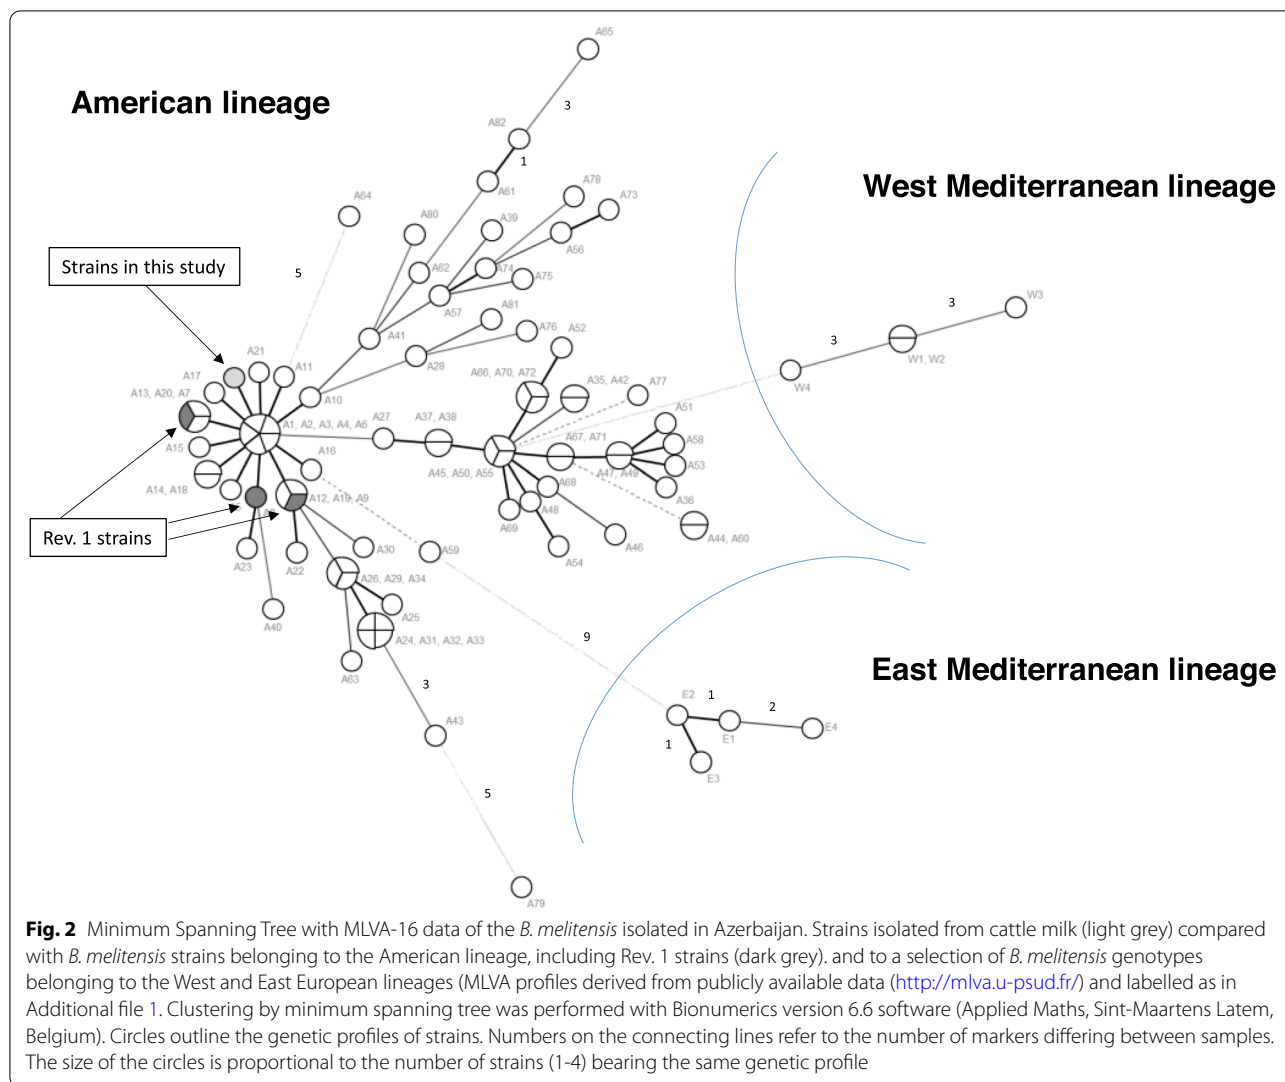 A65
American lineage
3
A82
1
A61
West Mediterranean lineage
A64
A78
A73
A80
A39
A56
Strains in this study
5
A62
A74
A75
A57
W3
3
A81
A76
A52
3
A41
W1, W2
A21
A17
A11
A28
W4
A66, A70, A72
A35, A42
A77
A13, A20, A7
A10
A51
A27
A37, A38
A1, A2, A3, A4, A6
A67, A71
A58
A15
A16
A45, A50, A55
A47, A49
A53
A68
A14, A18
A12, A19, A9
A36
A48
A69
A44, A60
Rev. 1 strains
A46
A23
A22
A30
A59
A54
A26, A29, A34
A25
A40
A24, A31, A32, A33
9
East Mediterranean lineage
A63
3
E2
1
2
E1
E4
A43
1
E3
5
A79
Fig. 2 Minimum Spanning Tree with MLVA-16 data of the B. melitensis isolated in Azerbaijan. Strains isolated from cattle milk (light grey) compared
with B. melitensis strains belonging to the American lineage, including Rev. 1 strains (dark grey). and to a selection of B. melitensis genotypes
belonging to the West and East European lineages (MLVA profiles derived from publicly available data (http://mlva.u-psud.fr/) and labelled as in
Additional file 1. Clustering by minimum spanning tree was performed with Bionumerics version 6.6 software (Applied Maths, Sint-Maartens Latem,
Belgium). Circles outline the genetic profiles of strains. Numbers on the connecting lines refer to the number of markers differing between samples.
The size of the circles is proportional to the number of strains (1-4) bearing the same genetic profile